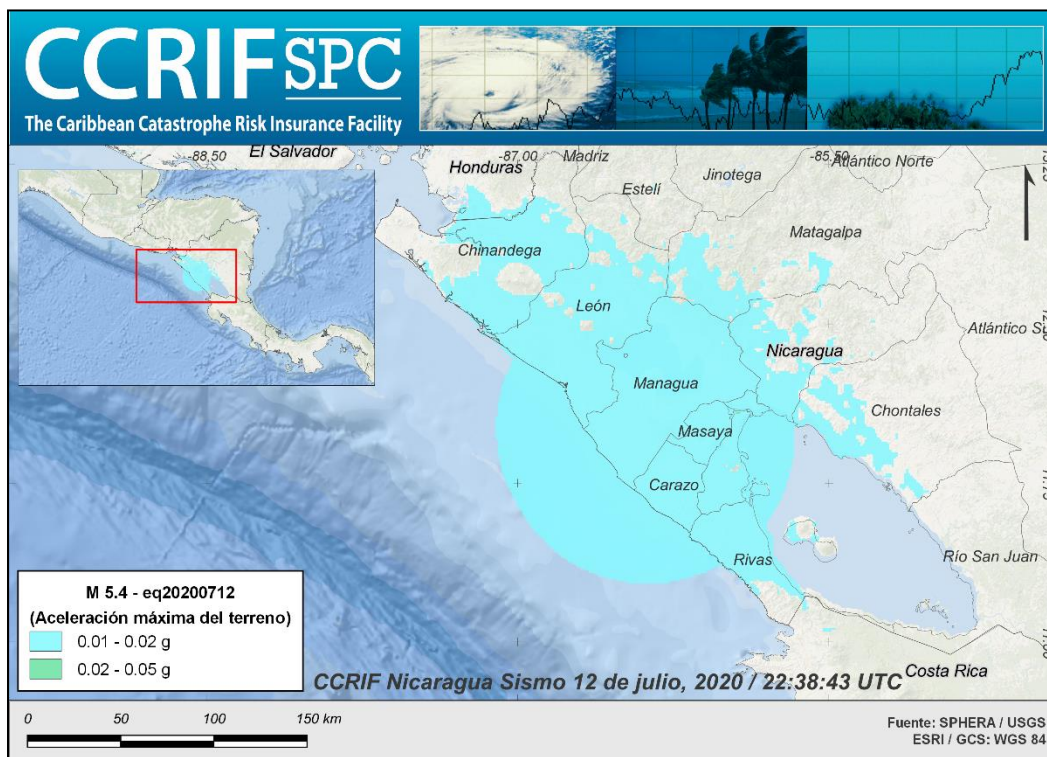 CCRIF SPC
The Caribbean Catastrophe Risk Insurance Facility
-88,50
-87,00
-85,50
El Salvador
Honduras
Madriz
Atlántico Norte
Jinotega
Estelí
Matagalpa
Chinandega
León
Atlántico S
Nicaragua
Managua
Chontales
Masaya
Carazo
Rivas
Río San Juan
Costa Rica
M 5.4 - eq20200712
(Aceleración máxima del terreno)
0.01 - 0.02 g
0.02 - 0.05 g
CCRIF Nicaragua Sismo 12 de julio, 2020 / 22:38:43 UTC
0 50 100 150 km
Fuente: SPHERA / USGS
ESRI / GCS: WGS 84